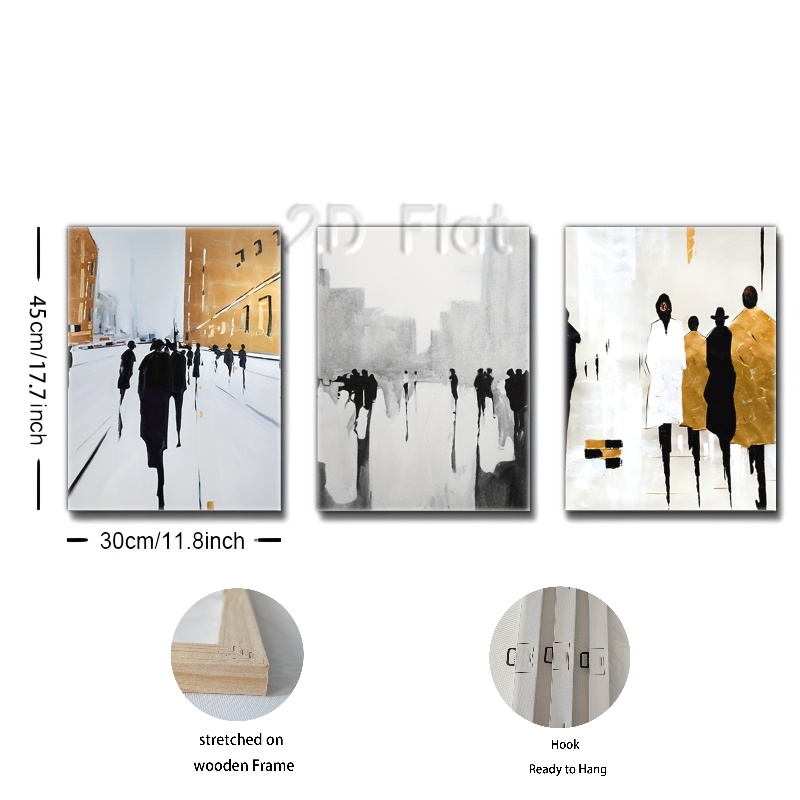 2D Flat
45cm/17.7inch
30cm/11.8inch
stretched on
wooden Frame
Hook
Ready to Hang